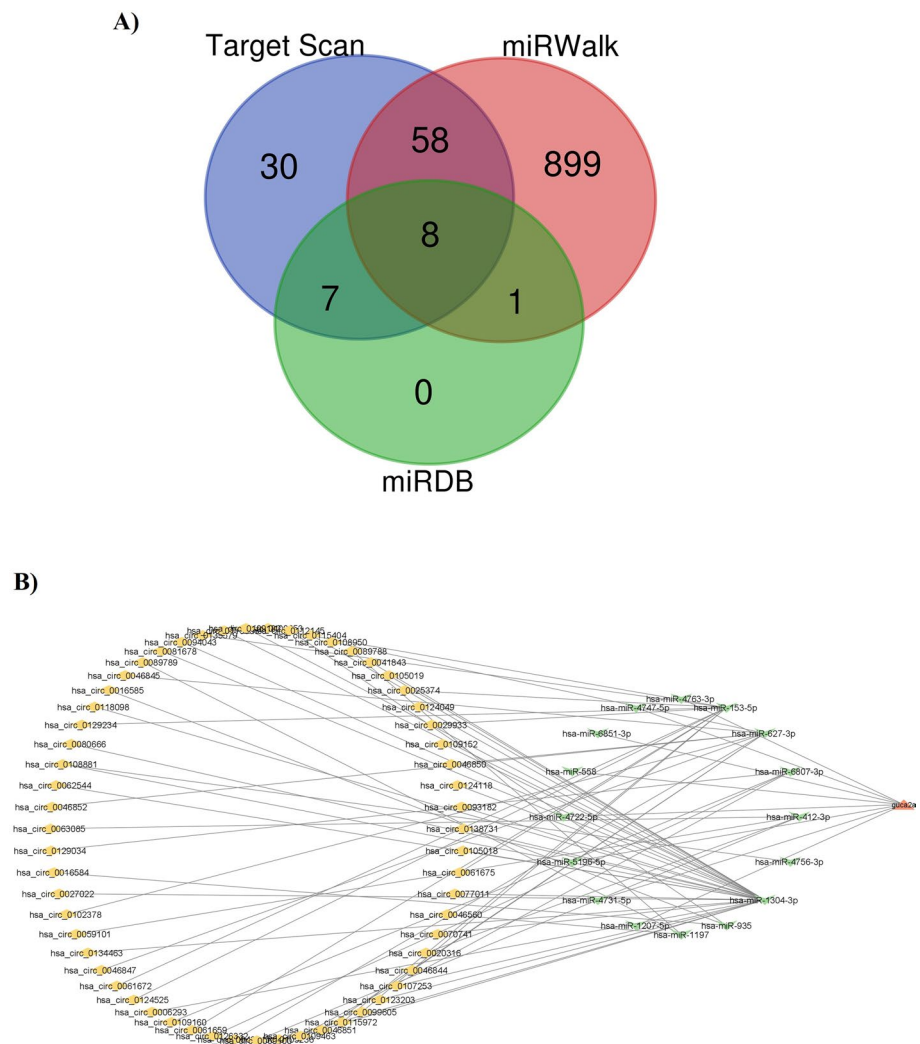 A)
Target Scan
miRWalk
30
58
899
8
7
1
0
miRDB
B)
hsa_circ_0112145
hsa_circ_0115404
hsa_circ_0094043
hsa_circ_0108950
hsa_circ_0081678
hsa_circ_0089788
hsa_circ_0089789
hsa_circ_0041843
hsa_circ_0046845
hsa_circ_0105019
hsa_circ_0016585
hsa_circ_0025374
hsa_circ_0118098
hsa_circ_0124049
hsa_circ_0129234
hsa_circ_0029933
hsa_circ_0080666
hsa_circ_0109152
hsa_circ_0108881
hsa_circ_0046850
hsa_circ_0062544
hsa_circ_0124118
hsa_circ_0046852
hsa_circ_0093182
hsa_circ_0063085
hsa_circ_0138731
hsa_circ_0129034
hsa_circ_0105018
hsa_circ_0016584
hsa_circ_0061675
hsa_circ_0027022
hsa_circ_0077011
hsa_circ_0102378
hsa_circ_0046560
hsa_circ_0059101
hsa_circ_0070741
hsa_circ_0134463
hsa_circ_0020316
hsa_circ_0046847
hsa_circ_0046844
hsa_circ_0061672
hsa_circ_0107253
hsa_circ_0124525
hsa_circ_0123203
hsa_circ_0006293
hsa_circ_0099605
hsa_circ_0109160
hsa_circ_0115972
hsa_circ_0061659
hsa_circ_0046851
hsa-miR-4763-3p
hsa-miR-4747-5p
hsa-miR-153-5p
hsa-miR-6851-3p
hsa-miR-627-3p
hsa-miR-558
hsa-miR-6807-3p
guca2a
hsa-miR-4722-5p
hsa-miR-412-3p
hsa-miR-5196-5p
hsa-miR-4756-3p
hsa-miR-4731-5p
hsa-miR-1304-3p
hsa-miR-1207-5p
hsa-miR-935
hsa-miR-1197